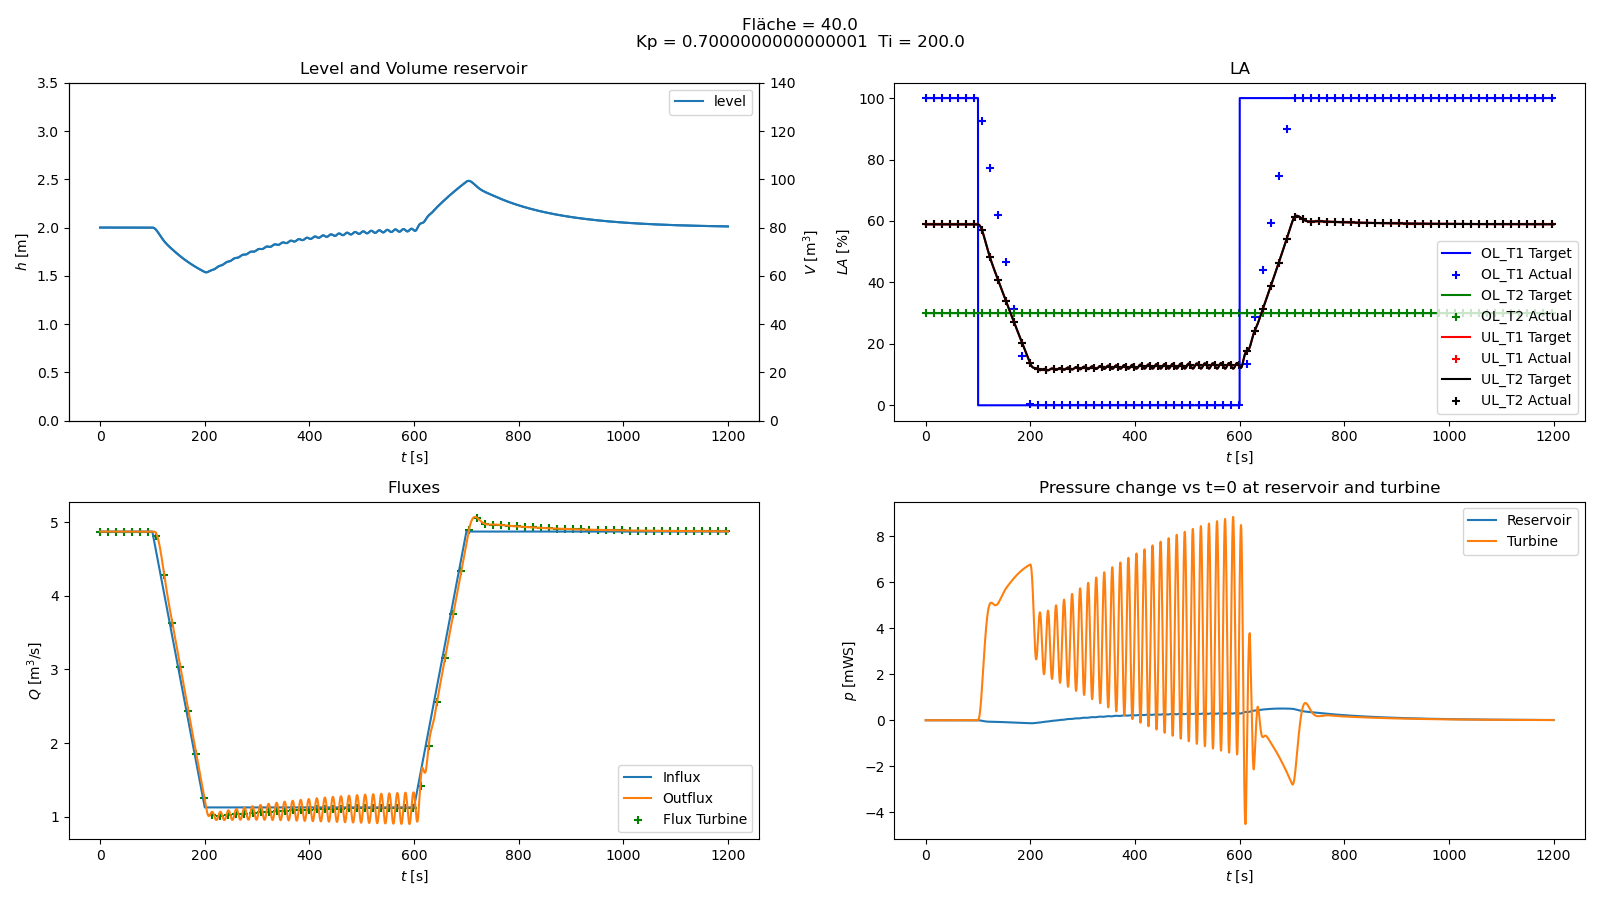 Fläche = 40.0
Kp = 0.7000000000000001  Ti = 200.0
Level and Volume reservoir
3.5
3.0
2.5
2.0
1.5
1.0
0.5
0.0
h [m]
level
140
120
100
80
60
40
20
0
V [m³]
0 200 400 600 800 1000 1200
t [s]
LA
100
80
60
40
20
0
LA [%]
OL_T1 Target
OL_T1 Actual
OL_T2 Target
OL_T2 Actual
UL_T1 Target
UL_T1 Actual
UL_T2 Target
UL_T2 Actual
0 200 400 600 800 1000 1200
t [s]
Fluxes
5
4
3
2
1
Q [m³/s]
Influx
Outflux
Flux Turbine
0 200 400 600 800 1000 1200
t [s]
Pressure change vs t=0 at reservoir and turbine
8
6
4
2
0
−2
−4
p [mWS]
Reservoir
Turbine
0 200 400 600 800 1000 1200
t [s]